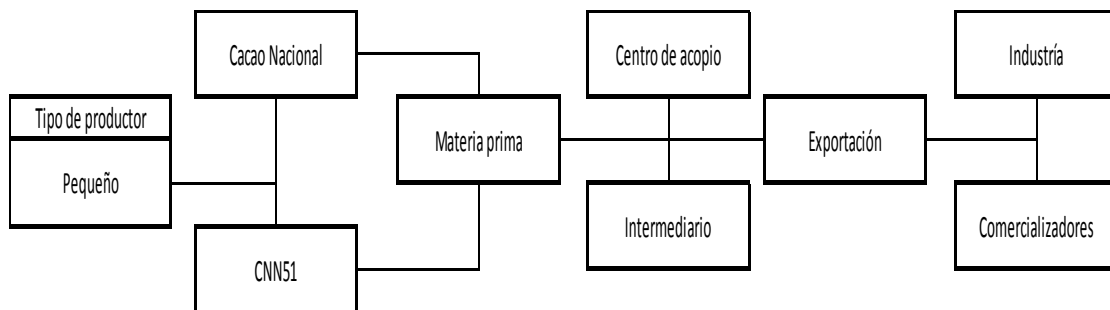 Cacao Nacional
Centro de acopio
Industría
Tipo de productor
Materia prima
Exportación
Pequeño
Intermediario
Comercializadores
CNN51